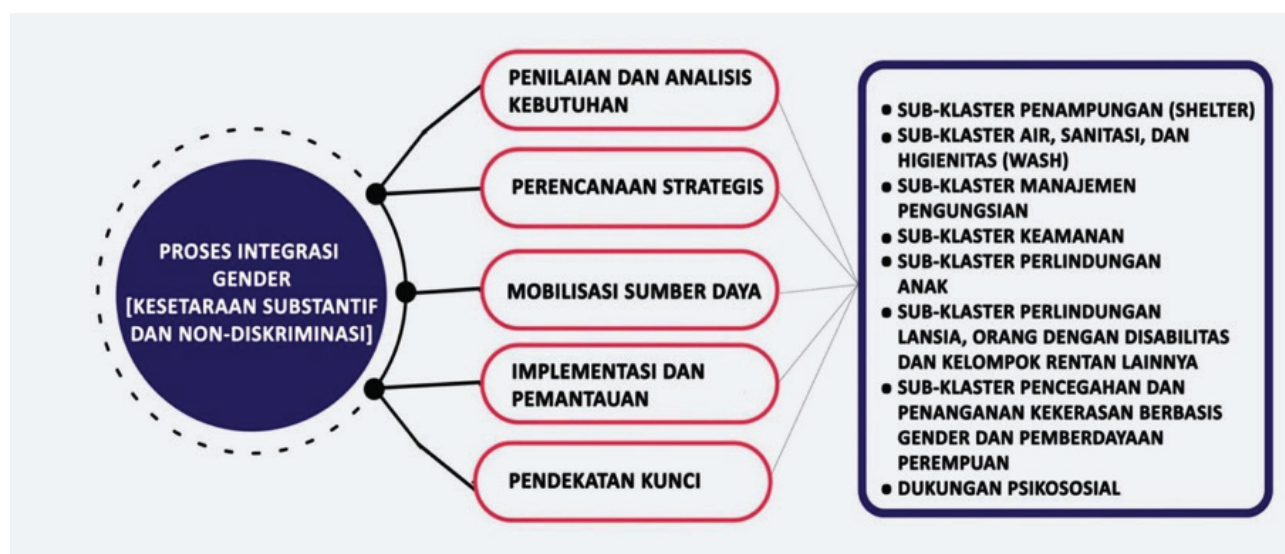 PROSES INTEGRASI
GENDER
[KESETARAAN SUBSTANTIF
DAN NON-DISKRIMINASI]
PENILAIAN DAN ANALISIS
KEBUTUHAN
PERENCANAAN STRATEGIS
MOBILISASI SUMBER DAYA
IMPLEMENTASI DAN
PEMANTAUAN
PENDEKATAN KUNCI
● SUB-KLASTER PENAMPUNGAN (SHELTER)
● SUB-KLASTER AIR, SANITASI, DAN
HIGIENITAS (WASH)
● SUB-KLASTER MANAJEMEN
PENGUNGSIAN
● SUB-KLASTER KEAMANAN
● SUB-KLASTER PERLINDUNGAN
ANAK
● SUB-KLASTER PERLINDUNGAN
LANSIA, ORANG DENGAN DISABILITAS
DAN KELOMPOK RENTAN LAINNYA
● SUB-KLASTER PENCEGAHAN DAN
PENANGANAN KEKERASAN BERBASIS
GENDER DAN PEMBERDAYAAN
PEREMPUAN
● DUKUNGAN PSIKOSOSIAL